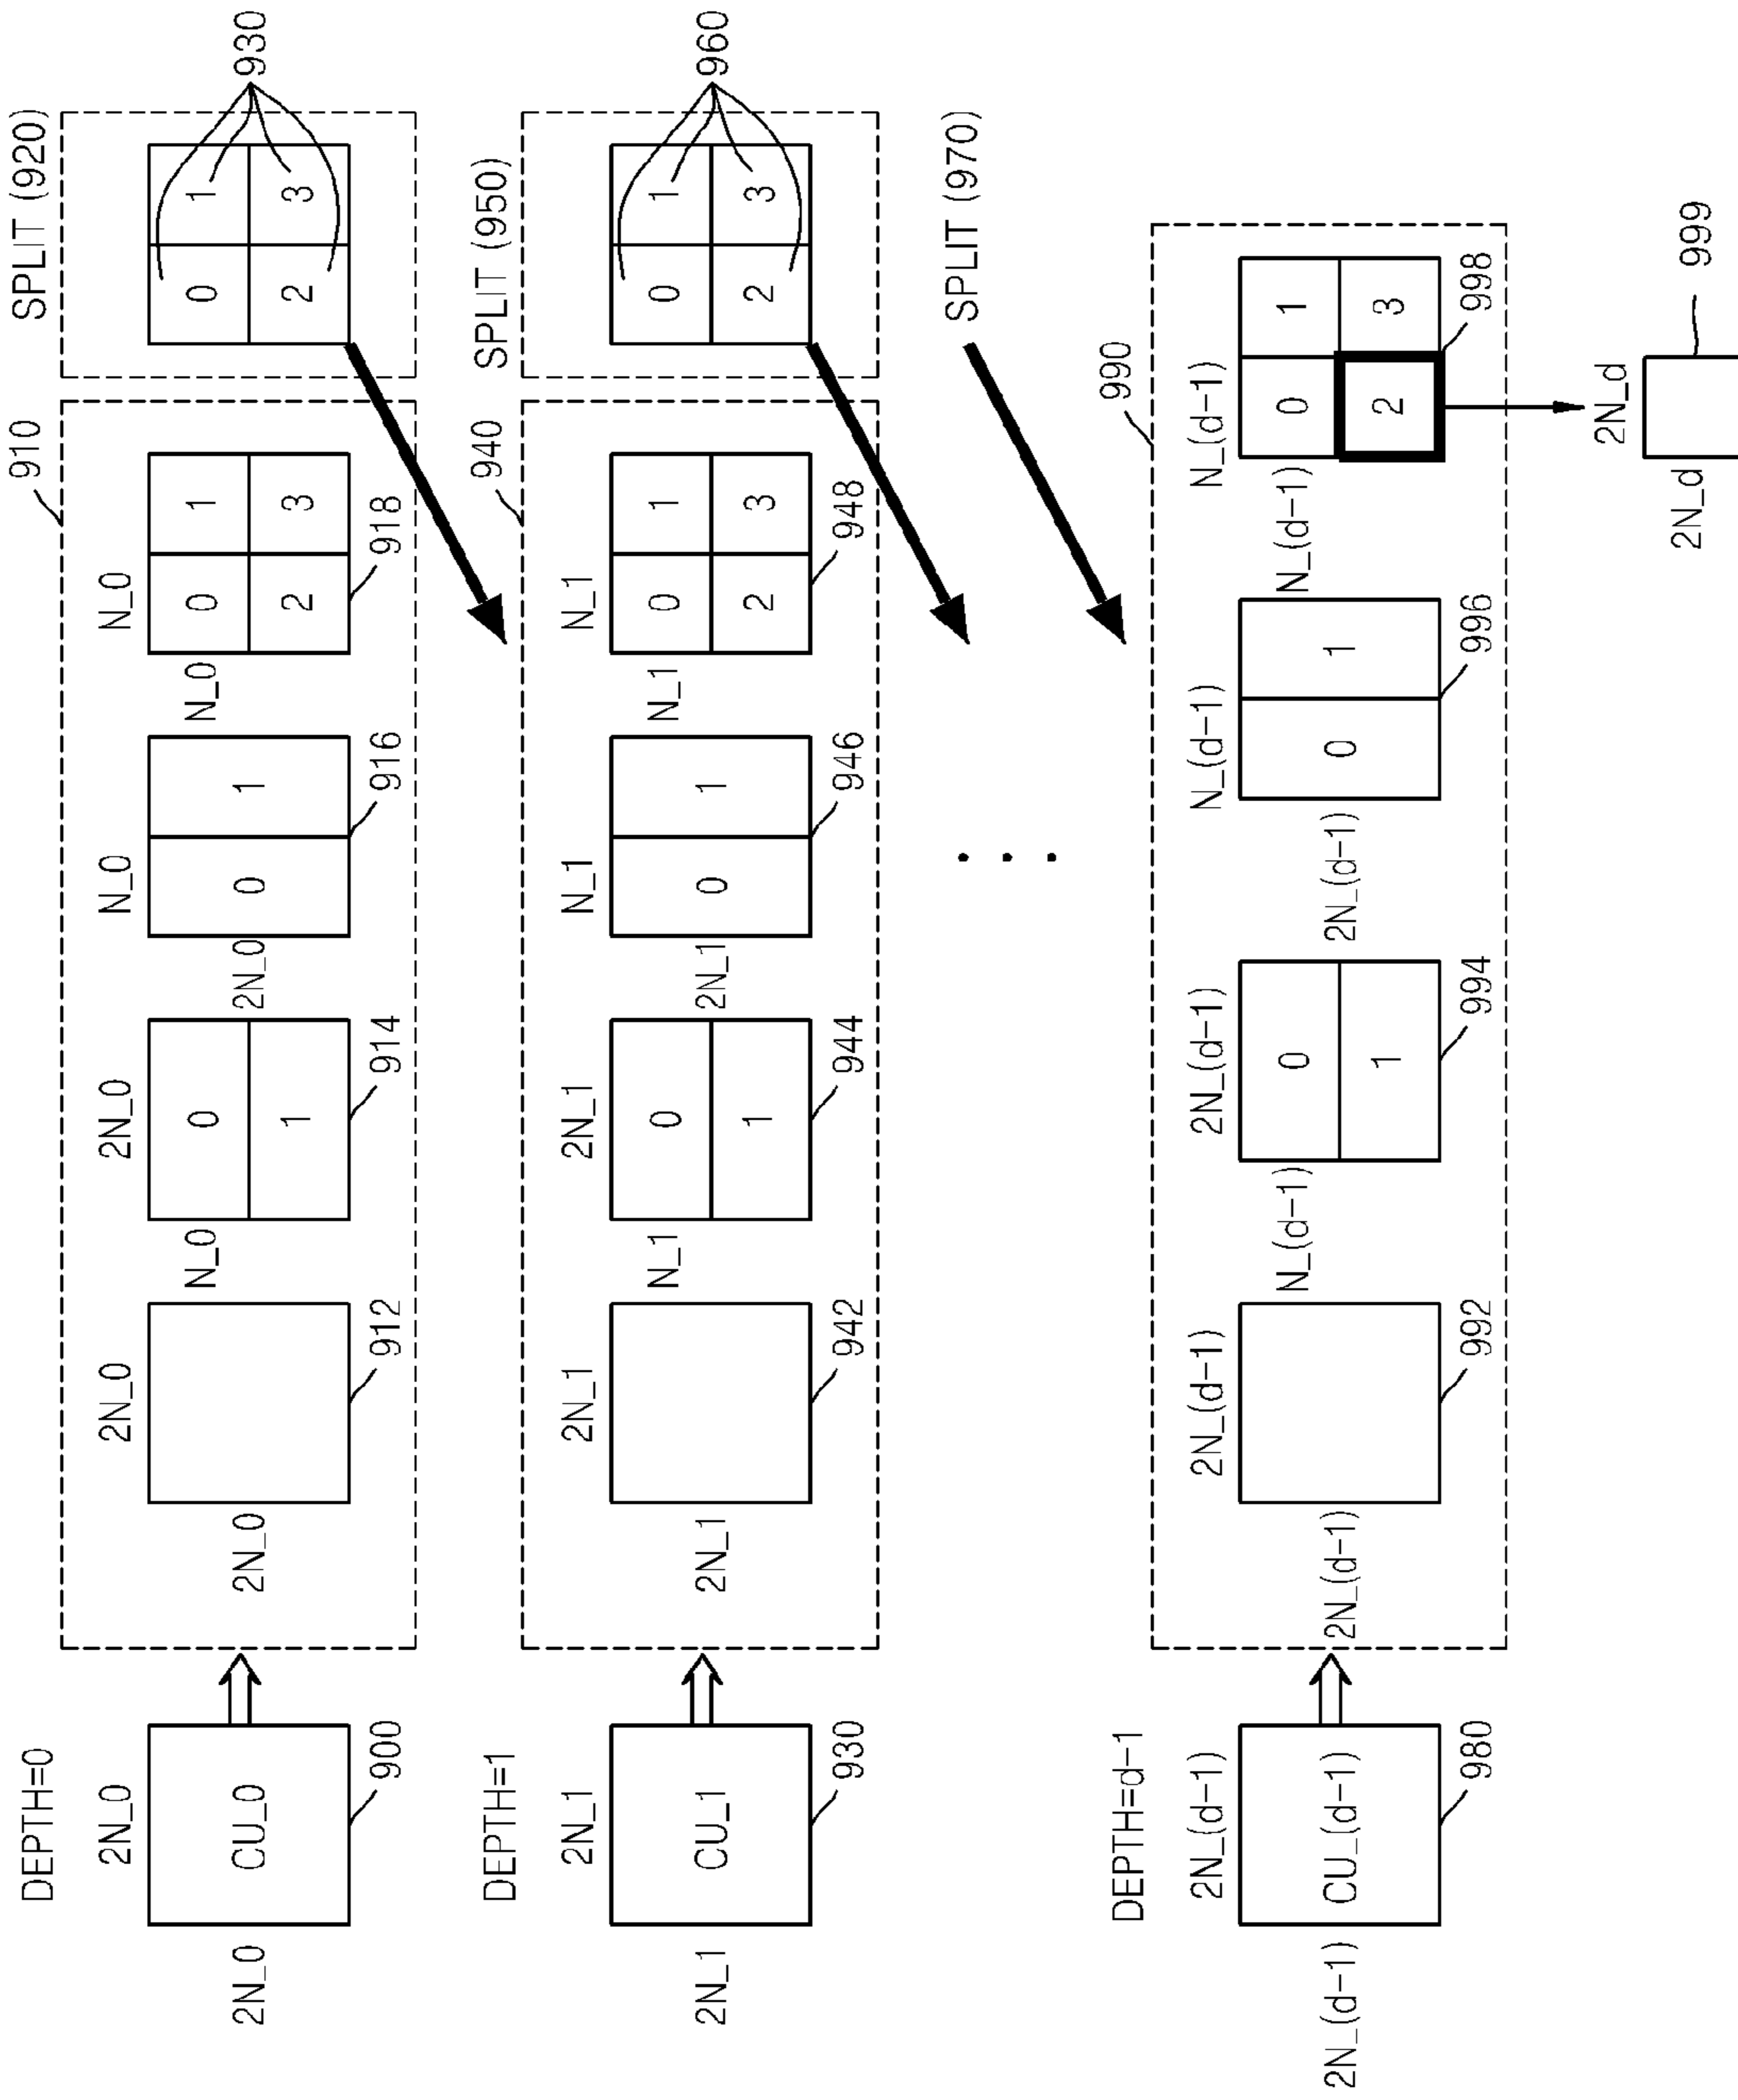 DEPTH=0
2N_0
2N_0
CU_0
900
910
2N_0
2N_0
912
2N_0
N_0
0
1
914
N_0
2N_0
0
1
916
N_0
N_0
0
1
2
3
918
SPLIT (920)
0
1
2
3
930
DEPTH=1
2N_1
2N_1
CU_1
930
940
2N_1
2N_1
942
2N_1
N_1
0
1
944
N_1
2N_1
0
1
946
N_1
N_1
0
1
2
3
948
SPLIT (950)
0
1
2
3
960
SPLIT (970)
DEPTH=d-1
2N_(d-1)
2N_(d-1)
CU_(d-1)
980
990
2N_(d-1)
2N_(d-1)
992
2N_(d-1)
N_(d-1)
0
1
994
N_(d-1)
2N_(d-1)
0
1
996
N_(d-1)
N_(d-1)
0
1
2
3
998
2N_d
2N_d
999